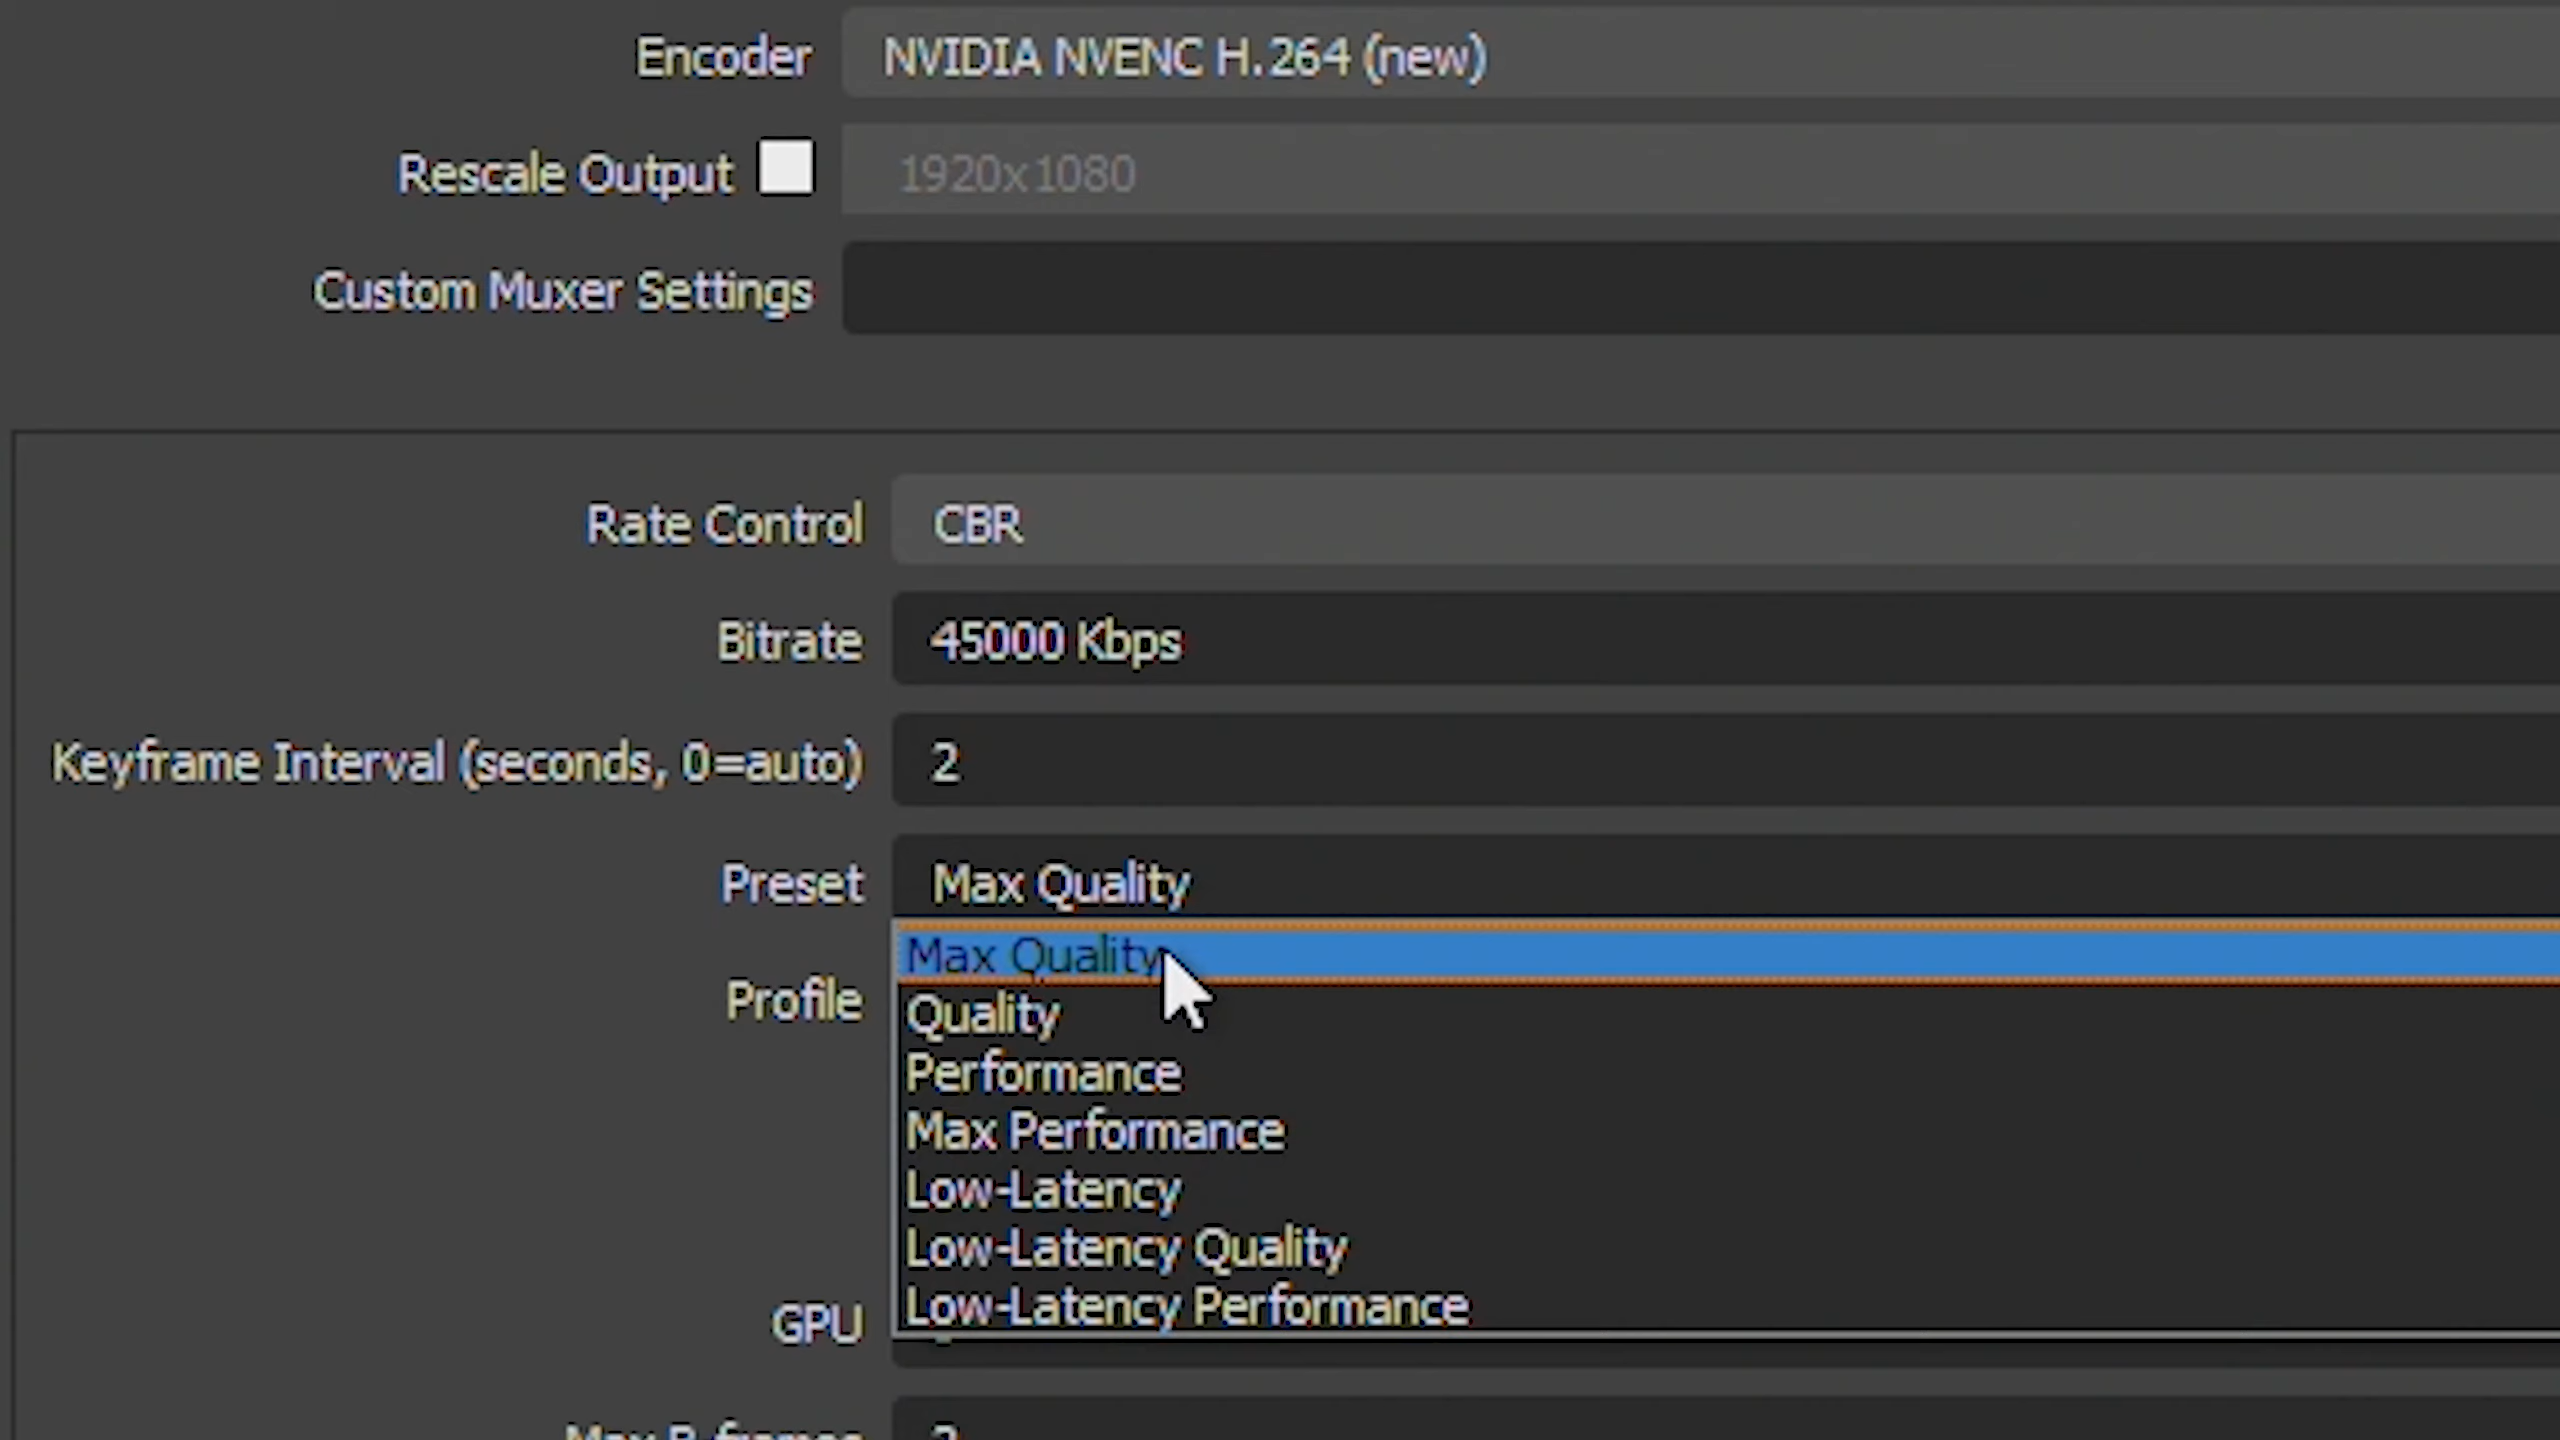 Encoder NVIDIA NVENC H.264 (new)
Rescale Output 1920x1080
Custom Muxer Settings
Rate Control CBR
Bitrate 45000 Kbps
Keyframe Interval (seconds, 0=auto) 2
Preset Max Quality
Max Quality
Profile
Quality
Performance
Max Performance
Low-Latency
Low-Latency Quality
Low-Latency Performance
GPU